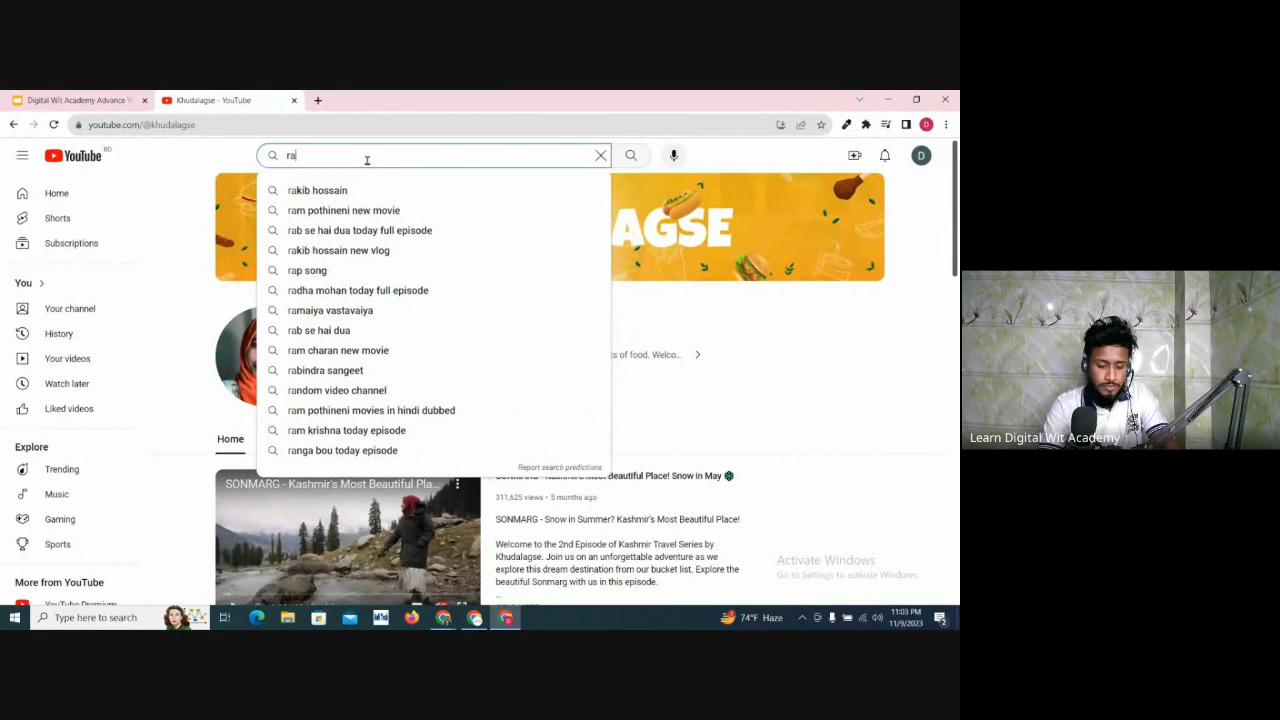 Digital Wit Academy Advance Y
Khudalagse - YouTube
youtube.com/@khudalagse
YouTube BD
ra
rakib hossain
ram pothineni new movie
rab se hai dua today full episode
rakib hossain new vlog
rap song
radha mohan today full episode
ramaiya vastavaiya
rab se hai dua
ram charan new movie
rabindra sangeet
random video channel
ram pothineni movies in hindi dubbed
ram krishna today episode
ranga bou today episode
Report search predictions
Home
Shorts
Subscriptions
You
Your channel
History
Your videos
Watch later
Liked videos
Explore
Trending
Music
Gaming
Sports
More from YouTube
YouTube Premium
AGSE
ts of food. Welco...
Home
SONMARG - Kashmir's Most Beautiful Pla...
SONMARG - Kashmir's Most Beautiful Place! Snow in May
311,625 views • 5 months ago
SONMARG - Snow in Summer? Kashmir's Most Beautiful Place!
Welcome to the 2nd Episode of Kashmir Travel Series by
Khudalagse. Join us on an unforgettable adventure as we
explore this dream destination from our bucket list. Explore the
beautiful Sonmarg with us in this episode.
...
Activate Windows
Go to Settings to activate Windows.
Type here to search
74°F Haze
11:03 PM
11/9/2023
2
D
D
Learn Digital Wit Academy